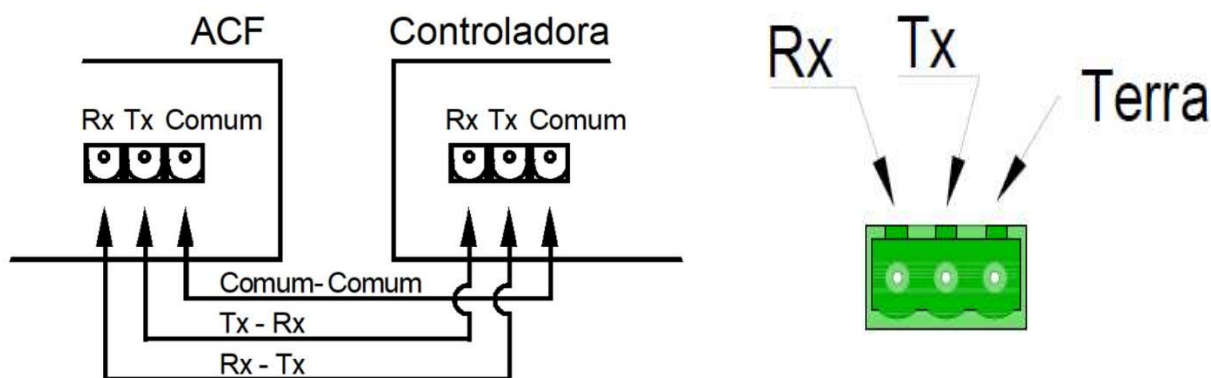 ACF
Controladora
Rx Tx Comum
Rx Tx Comum
Comum-Comum
Tx - Rx
Rx - Tx
Rx
Tx
Terra